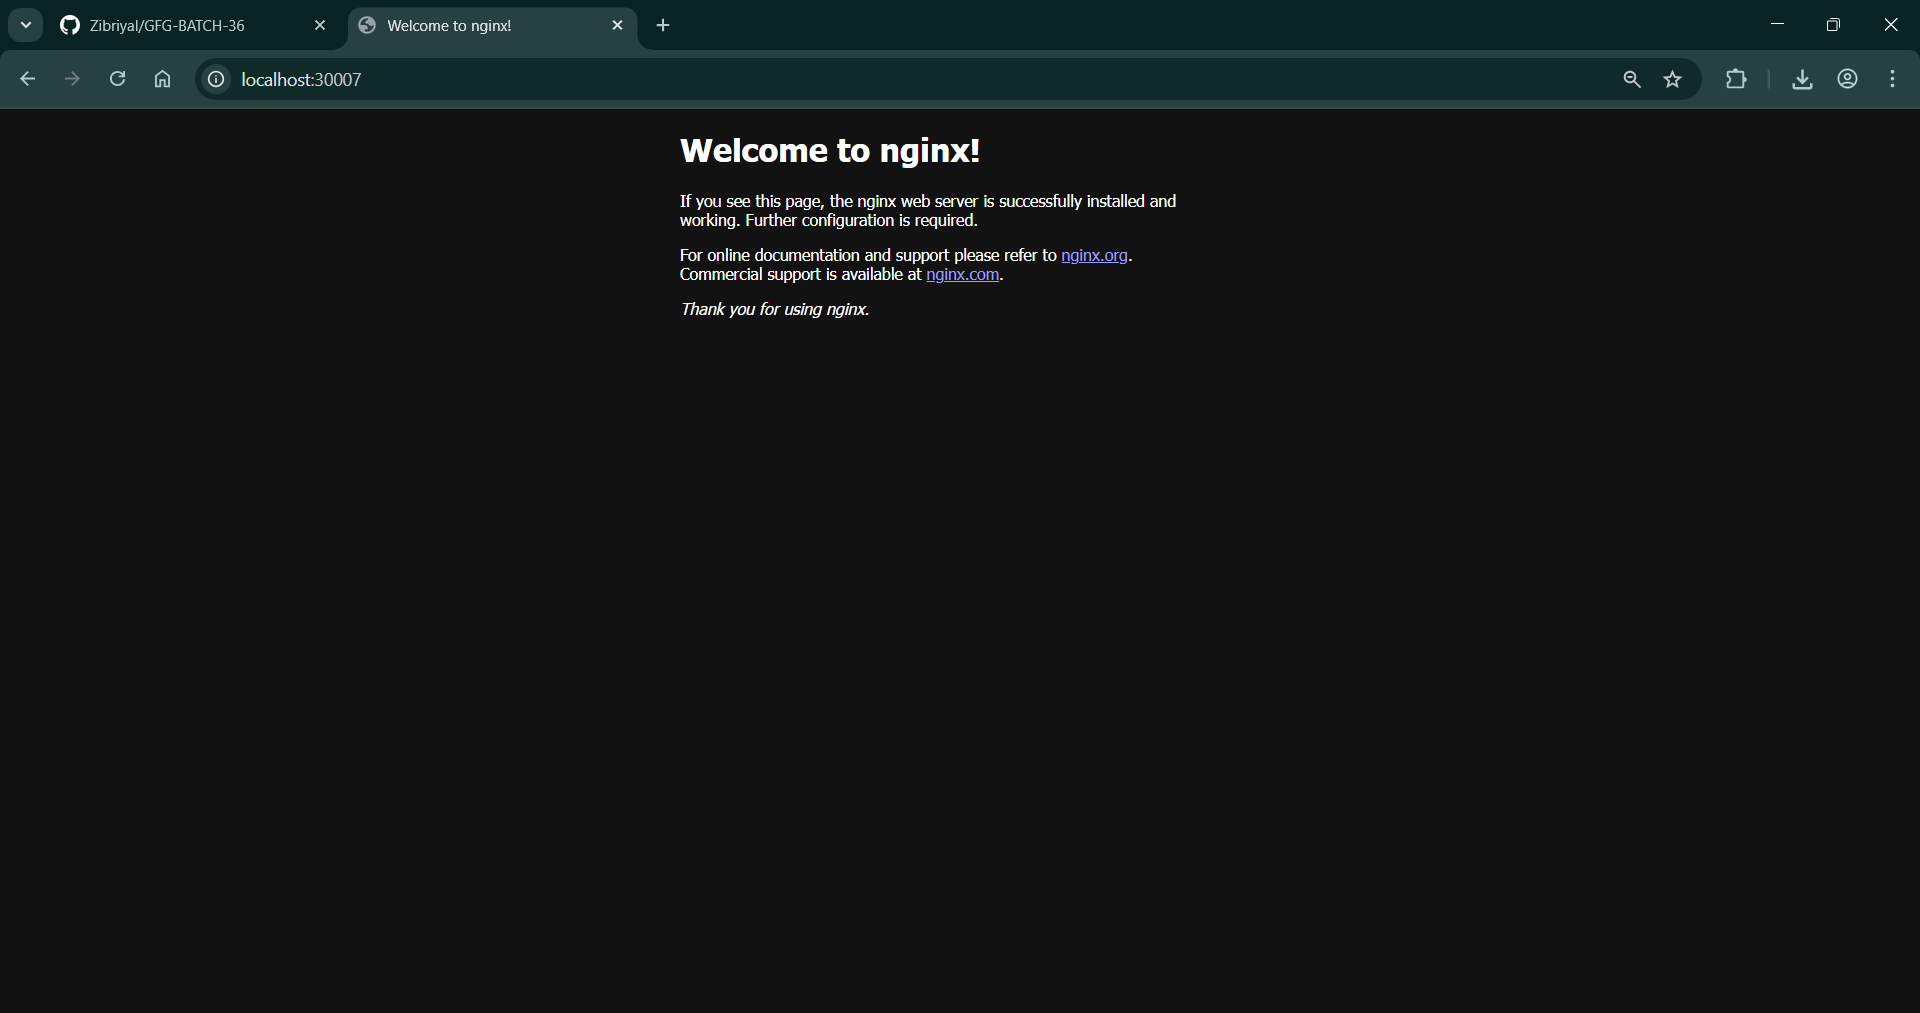 Zibriyal/GFG-BATCH-36
Welcome to nginx!
localhost:30007
Welcome to nginx!
If you see this page, the nginx web server is successfully installed and
working. Further configuration is required.
For online documentation and support please refer to nginx.org.
Commercial support is available at nginx.com.
Thank you for using nginx.